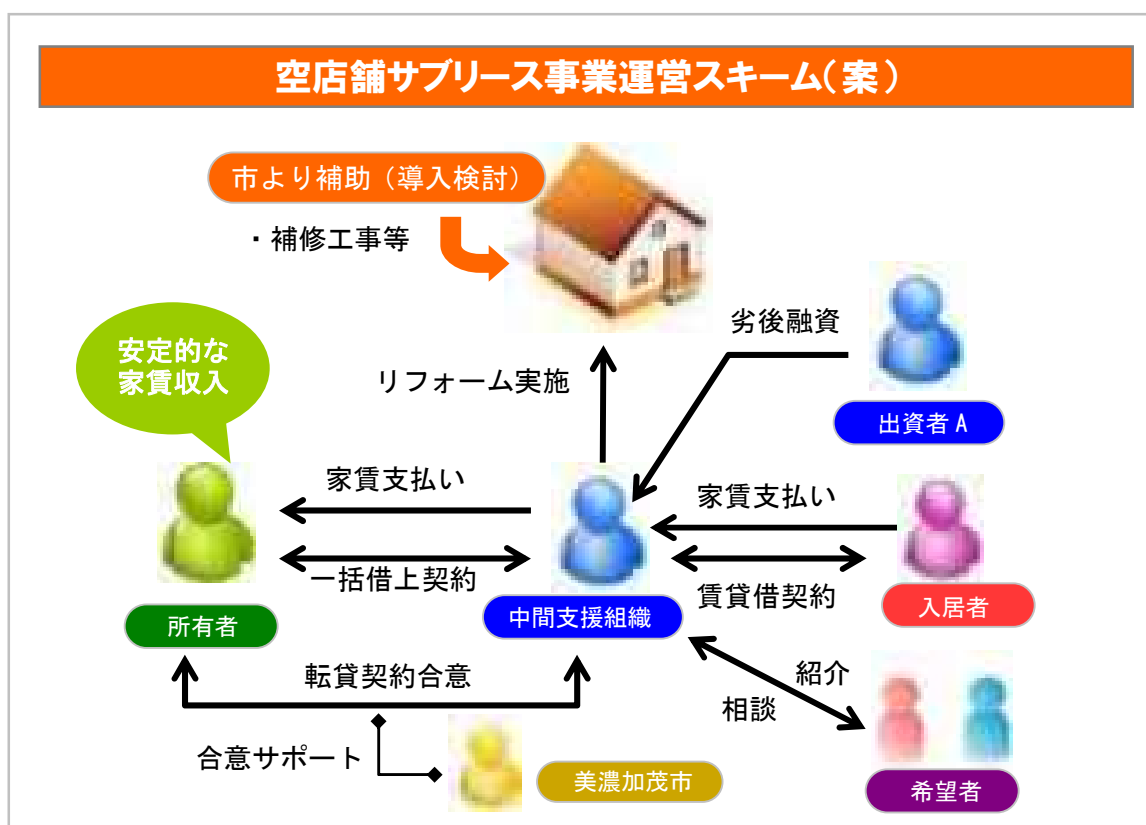 空店舗サブリース事業運営スキーム（案）
市より補助（導入検討）
・補修工事等
劣後融資
安定的な
家賃収入
リフォーム実施
出資者A
家賃支払い
家賃支払い
一括借上契約
賃貸借契約
所有者
中間支援組織
入居者
転貸契約合意
紹介
相談
合意サポート
美濃加茂市
希望者